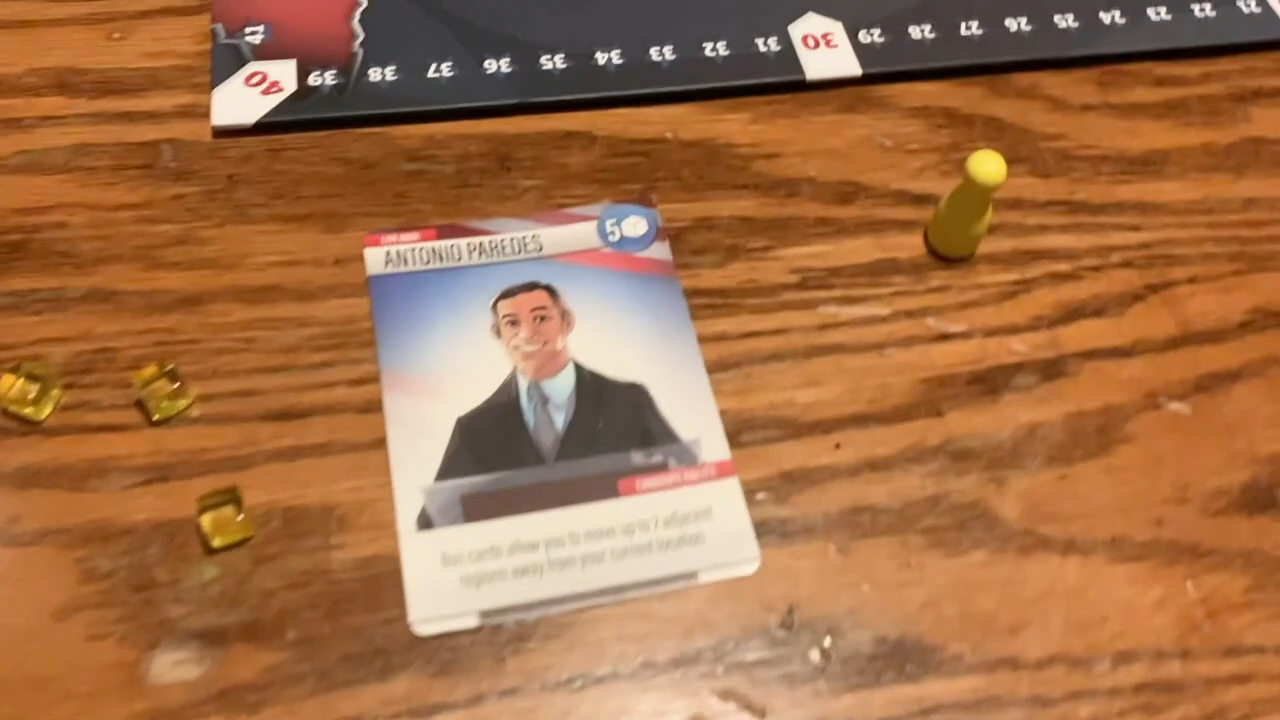 41
40 39 38 37 36 35 34 33 32 31 30 29 28 27 26 25 24 23 22 21
ANTONIO PAREDES
5
Bus cards allow you to move up to 2 adjacent
regions away from your current location